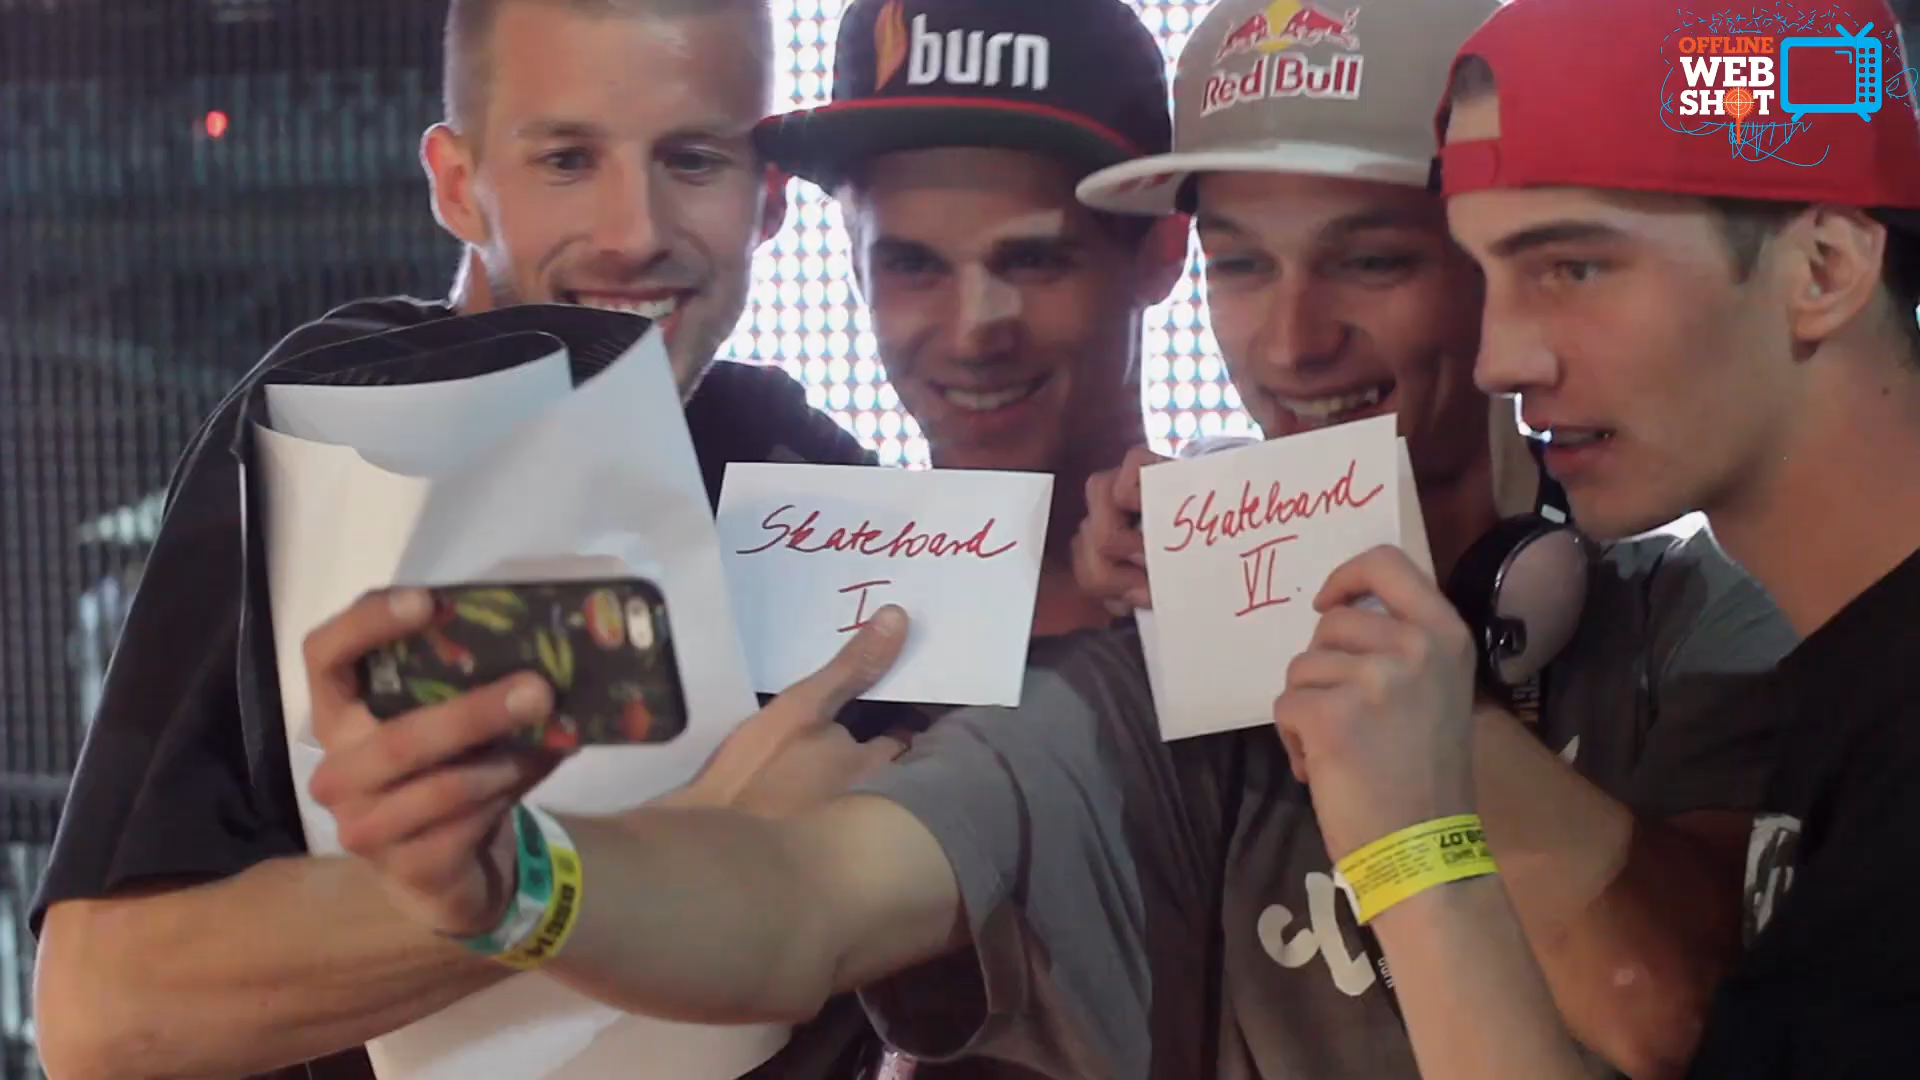 burn
Red Bull
OFFLINE
WEB
SHOT
Skateboard
I
Skateboard
VI.